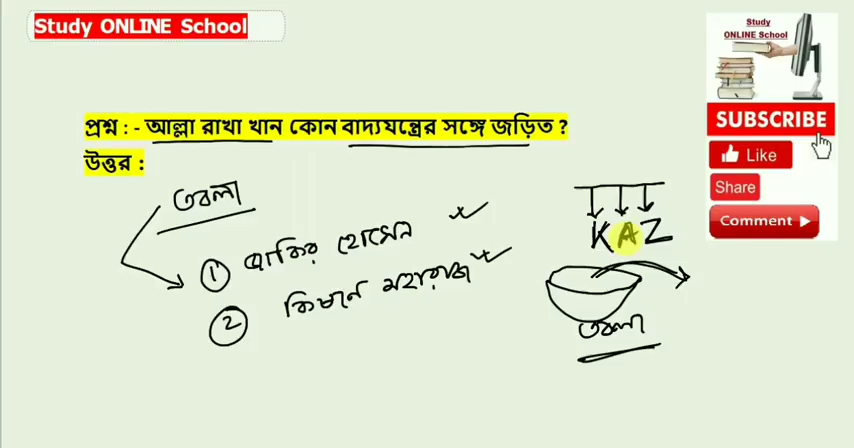 Study ONLINE School
Study
ONLINE School
SUBSCRIBE
Like
Share
Comment
প্রশ্ন : - আল্লা রাখা খান কোন বাদ্যযন্ত্রের সঙ্গে জড়িত ?
উত্তর :
তবলা
① জাকির হোসেন
② কিষান মহারাজ
KAZ
তবলা